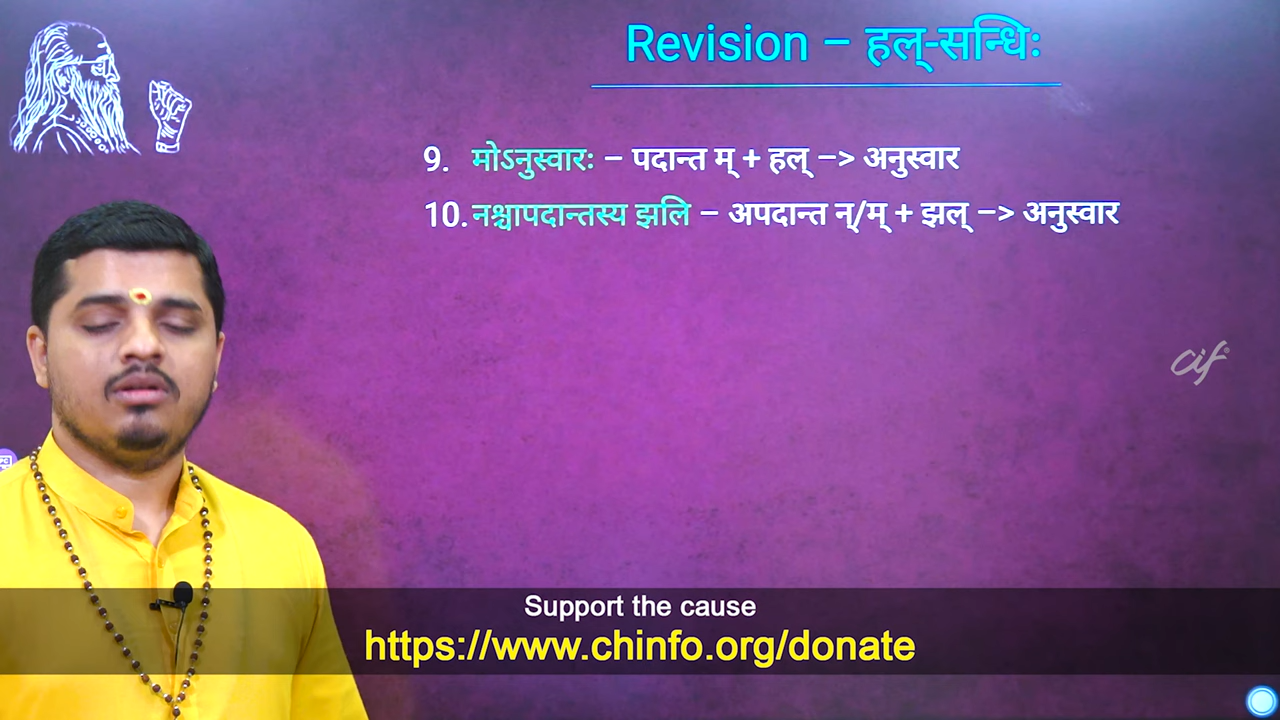 Revision – हल्-सन्धिः
9. मोऽनुस्वारः – पदान्त म् + हल् –> अनुस्वार
10. नश्चापदान्तस्य झलि – अपदान्त न्/म् + झल् –> अनुस्वार
cif
Support the cause
https://www.chinfo.org/donate